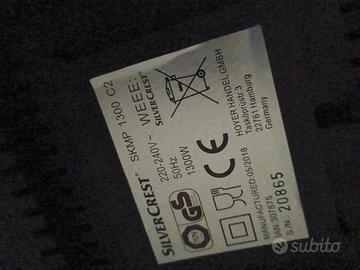 SILVERCREST®
SKMP 1300 C2
220-240V~
50Hz
1300W
WEEE:
SILVERCREST
GS
CE
HOYER HANDEL GMBH
Tasköprüstr.3
22761 Hamburg
Germany
MANUFACTURED:05/2018
IAN:307875
S/N: 20865
subito